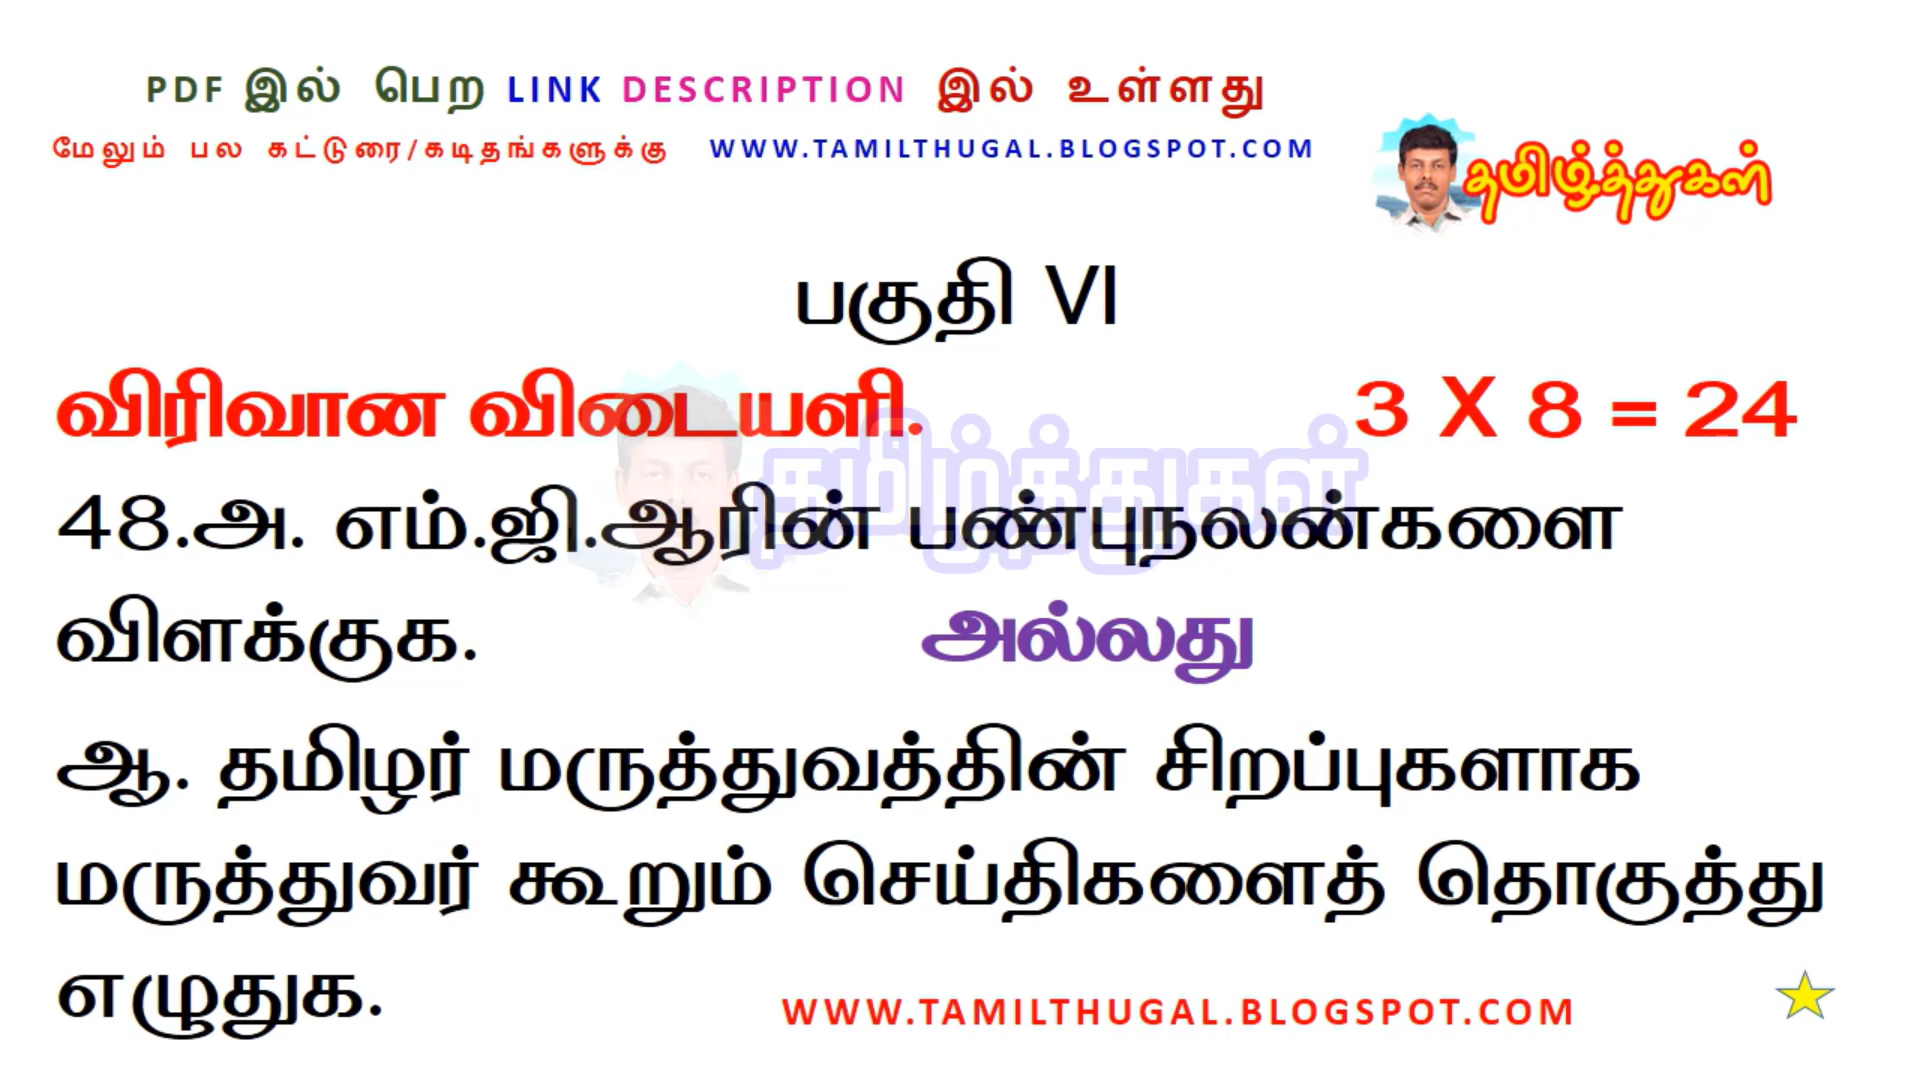 PDF இல் பெற LINK DESCRIPTION இல் உள்ளது
மேலும் பல கட்டுரை/கடிதங்களுக்கு WWW.TAMILTHUGAL.BLOGSPOT.COM
தமிழ்த்துகள்
பகுதி VI
விரிவான விடையளி. 3 X 8 = 24
தமிழ்த்துகள்
48.அ. எம்.ஜி.ஆரின் பண்புநலன்களை
விளக்குக. அல்லது
ஆ. தமிழர் மருத்துவத்தின் சிறப்புகளாக
மருத்துவர் கூறும் செய்திகளைத் தொகுத்து
எழுதுக.
WWW.TAMILTHUGAL.BLOGSPOT.COM